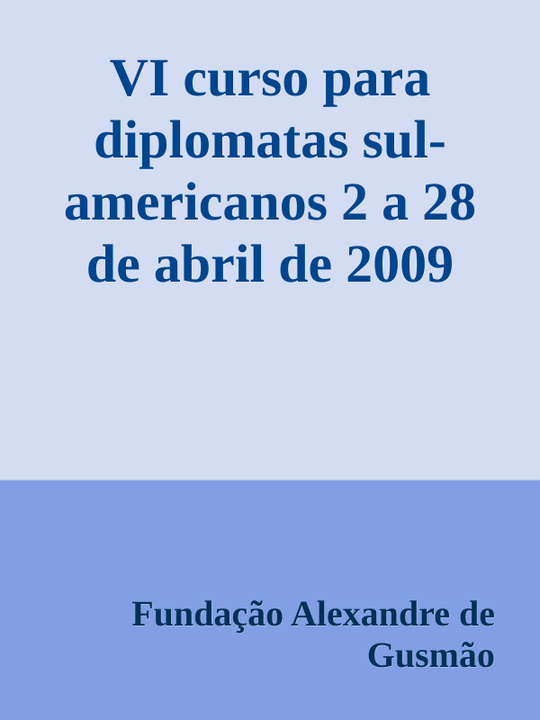 VI curso para
diplomatas sul-
americanos 2 a 28
de abril de 2009
Fundação Alexandre de
Gusmão